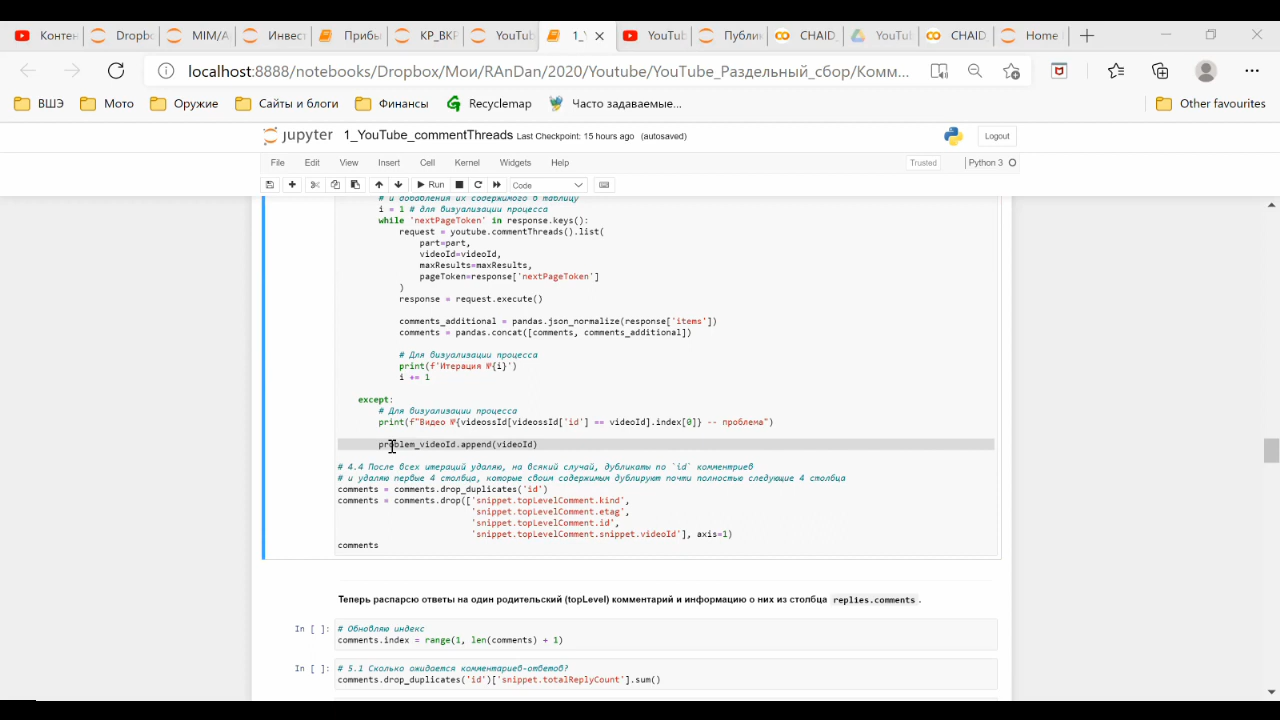 Контен
Dropbc
MIM/A
Инвест
Прибы
КР_ВКР
YouTub
1_Y
YouTub
Публик
CHAID_
YouTul
CHAID
Home
localhost:8888/notebooks/Dropbox/Мои/RAnDan/2020/Youtube/YouTube_Раздельный_сбор/Комм...
ВШЭ
Мото
Оружие
Сайты и блоги
Финансы
Recyclemap
Часто задаваемые...
Other favourites
jupyter 1_YouTube_commentThreads Last Checkpoint: 15 hours ago (autosaved)
Logout
File Edit View Insert Cell Kernel Widgets Help
Trusted
Python 3
Run
Code
# и добавления их содержимого в таблицу
i = 1 # для визуализации процесса
while 'nextPageToken' in response.keys():
request = youtube.commentThreads().list(
part=part,
videoId=videoId,
maxResults=maxResults,
pageToken=response['nextPageToken']
)
response = request.execute()
comments_additional = pandas.json_normalize(response['items'])
comments = pandas.concat([comments, comments_additional])
# Для визуализации процесса
print(f'Итерация №{i}')
i += 1
except:
# Для визуализации процесса
print(f"Видео №{videossId[videossId['id'] == videoId].index[0]} -- проблема")
problem_videoId.append(videoId)
# 4.4 После всех итераций удаляю, на всякий случай, дубликаты по `id` комментриев
# и удаляю первые 4 столбца, которые своим содержимым дублируют почти полностью следующие 4 столбца
comments = comments.drop_duplicates('id')
comments = comments.drop(['snippet.topLevelComment.kind',
'snippet.topLevelComment.etag',
'snippet.topLevelComment.id',
'snippet.topLevelComment.snippet.videoId'], axis=1)
comments
Теперь распарсю ответы на один родительский (topLevel) комментарий и информацию о них из столбца replies.comments .
In [ ]:
# Обновляю индекс
comments.index = range(1, len(comments) + 1)
In [ ]:
# 5.1 Сколько ожидается комментариев-ответов?
comments.drop_duplicates('id')['snippet.totalReplyCount'].sum()